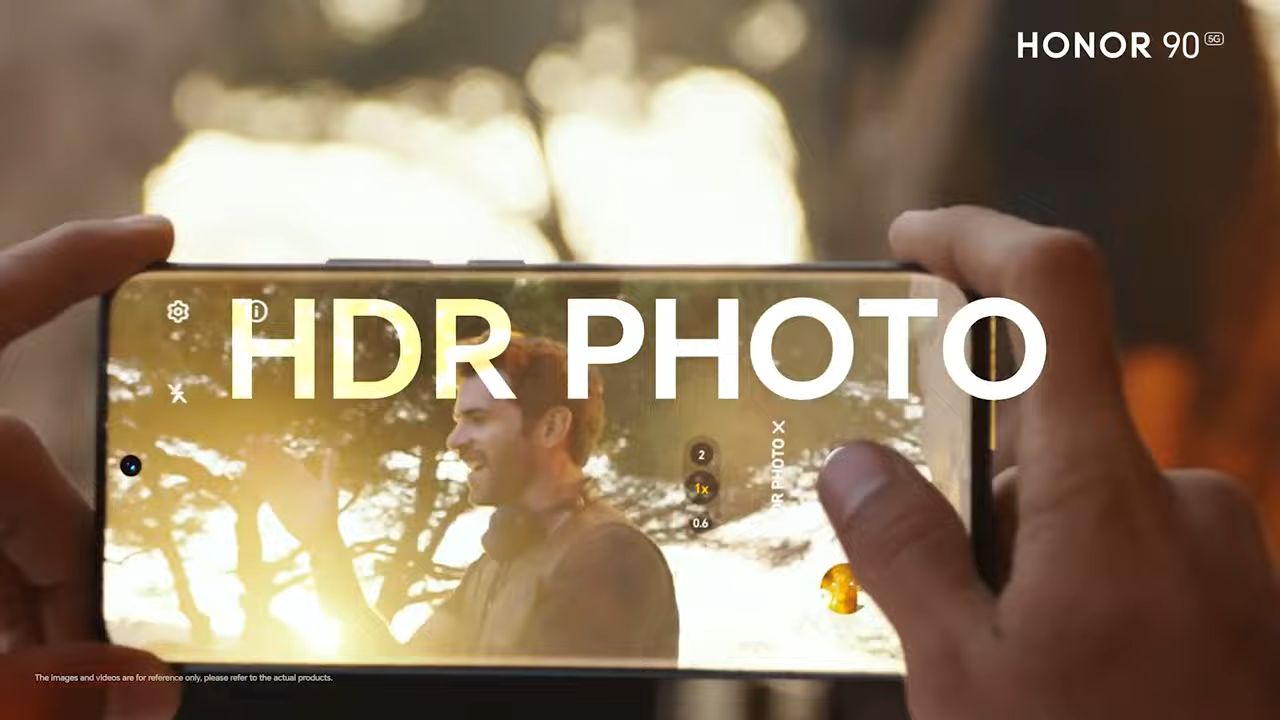 HONOR 90 5G
HDR PHOTO
2
1x
0.6
PHOTO X
The images and videos are for reference only, please refer to the actual products.